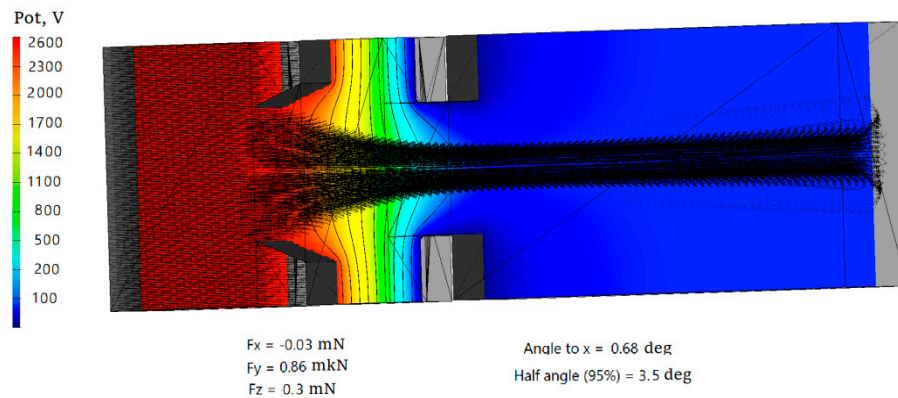 Pot, V
2600
2300
2000
1700
1400
1100
800
500
200
100
Fx = -0.03 mN
Fy = 0.86 mkN
Fz = 0.3 mN
Angle to x = 0.68 deg
Half angle (95%) = 3.5 deg